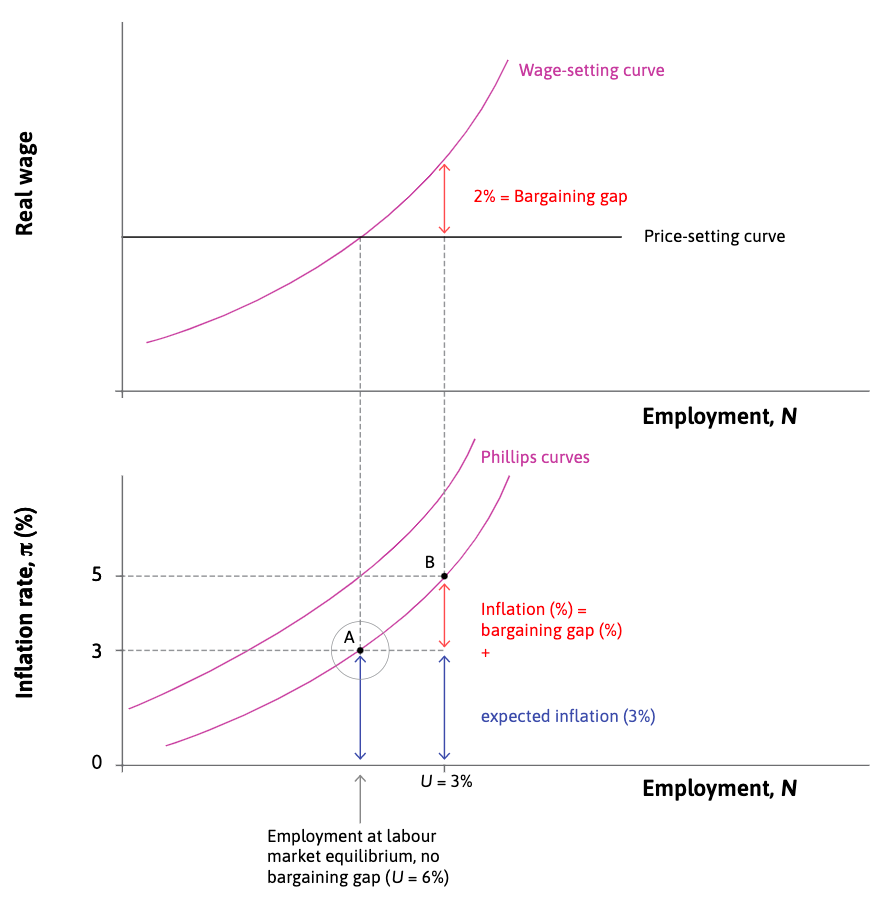 Real wage
Wage-setting curve
2% = Bargaining gap
Price-setting curve
Employment, N
Inflation rate, π (%)
Phillips curves
5
B
Inflation (%) =
bargaining gap (%)
+
3
A
expected inflation (3%)
0
U = 3%
Employment, N
Employment at labour
market equilibrium, no
bargaining gap (U = 6%)